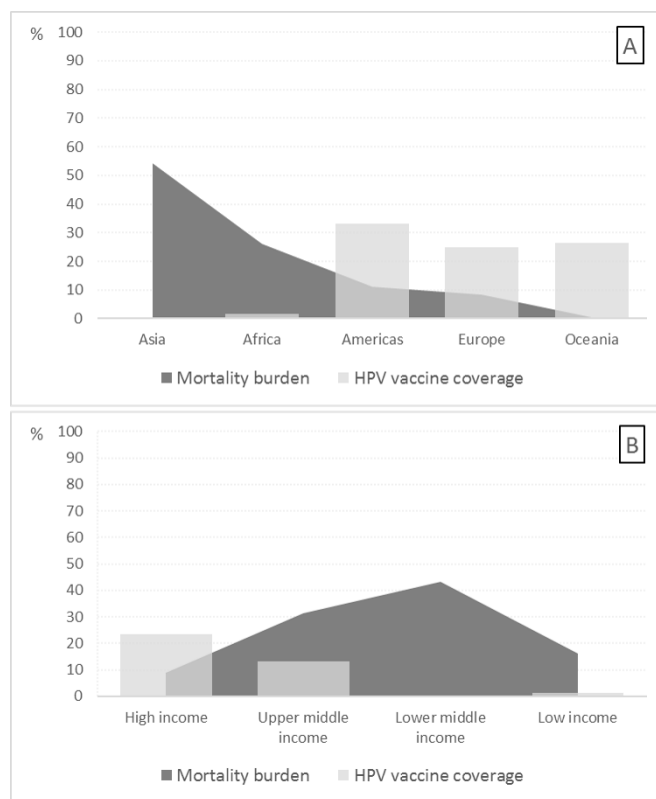 % 100 A
90
80
70
60
50
40
30
20
10
0
Asia Africa Americas Europe Oceania
Mortality burden HPV vaccine coverage
% 100 B
90
80
70
60
50
40
30
20
10
0
High income Upper middle Lower middle Low income
income income
Mortality burden HPV vaccine coverage